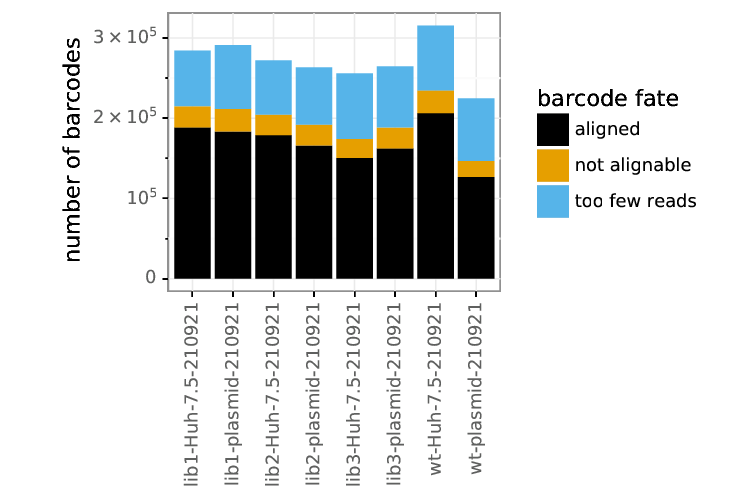 number of barcodes
3 × 10⁵
2 × 10⁵
10⁵
0
lib1-Huh-7.5-210921
lib1-plasmid-210921
lib2-Huh-7.5-210921
lib2-plasmid-210921
lib3-Huh-7.5-210921
lib3-plasmid-210921
wt-Huh-7.5-210921
wt-plasmid-210921
barcode fate
aligned
not alignable
too few reads